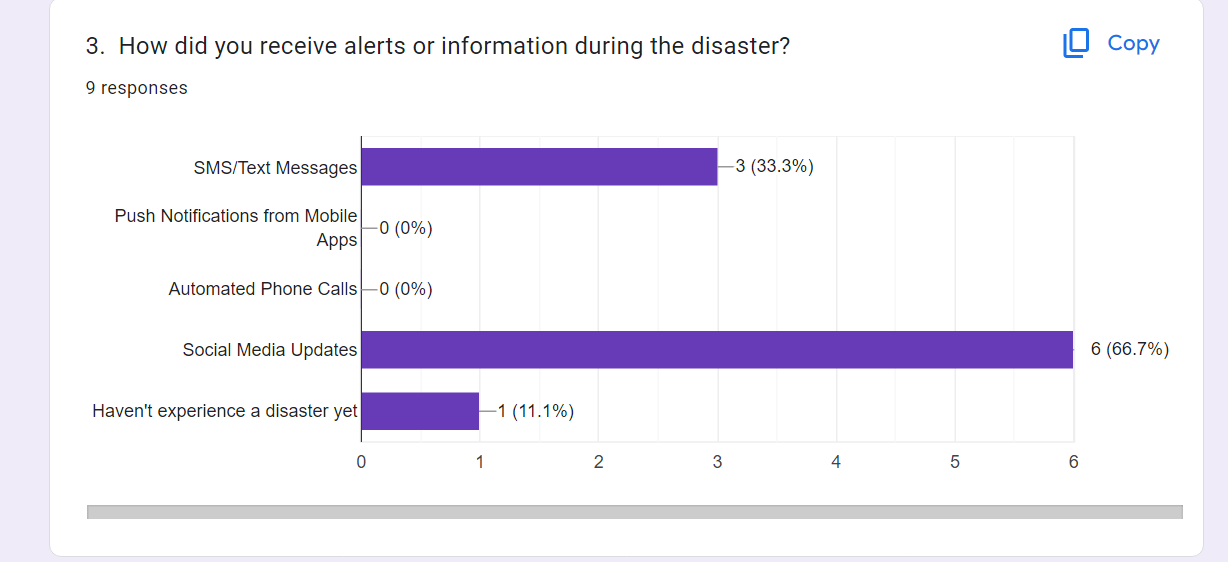 3. How did you receive alerts or information during the disaster?
Copy
9 responses
SMS/Text Messages
3 (33.3%)
Push Notifications from Mobile
Apps
0 (0%)
Automated Phone Calls
0 (0%)
Social Media Updates
6 (66.7%)
Haven't experience a disaster yet
1 (11.1%)
0 1 2 3 4 5 6